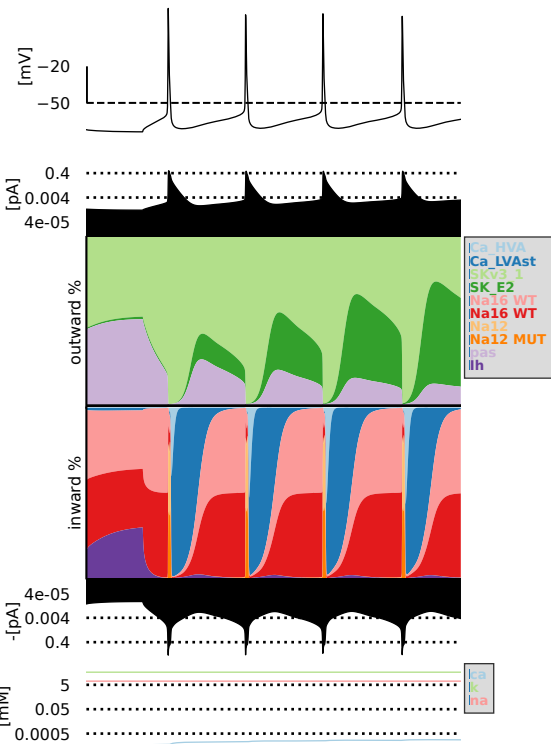 [mV]
−20
−50
[pA]
0.4
0.004
4e-05
outward %
Ca_HVA
Ca_LVAst
SKv3_1
SK_E2
Na16 WT
Na16 WT
Na12
Na12 MUT
pas
Ih
inward %
-[pA]
4e-05
0.004
0.4
[mM]
5
0.05
0.0005
ca
k
na